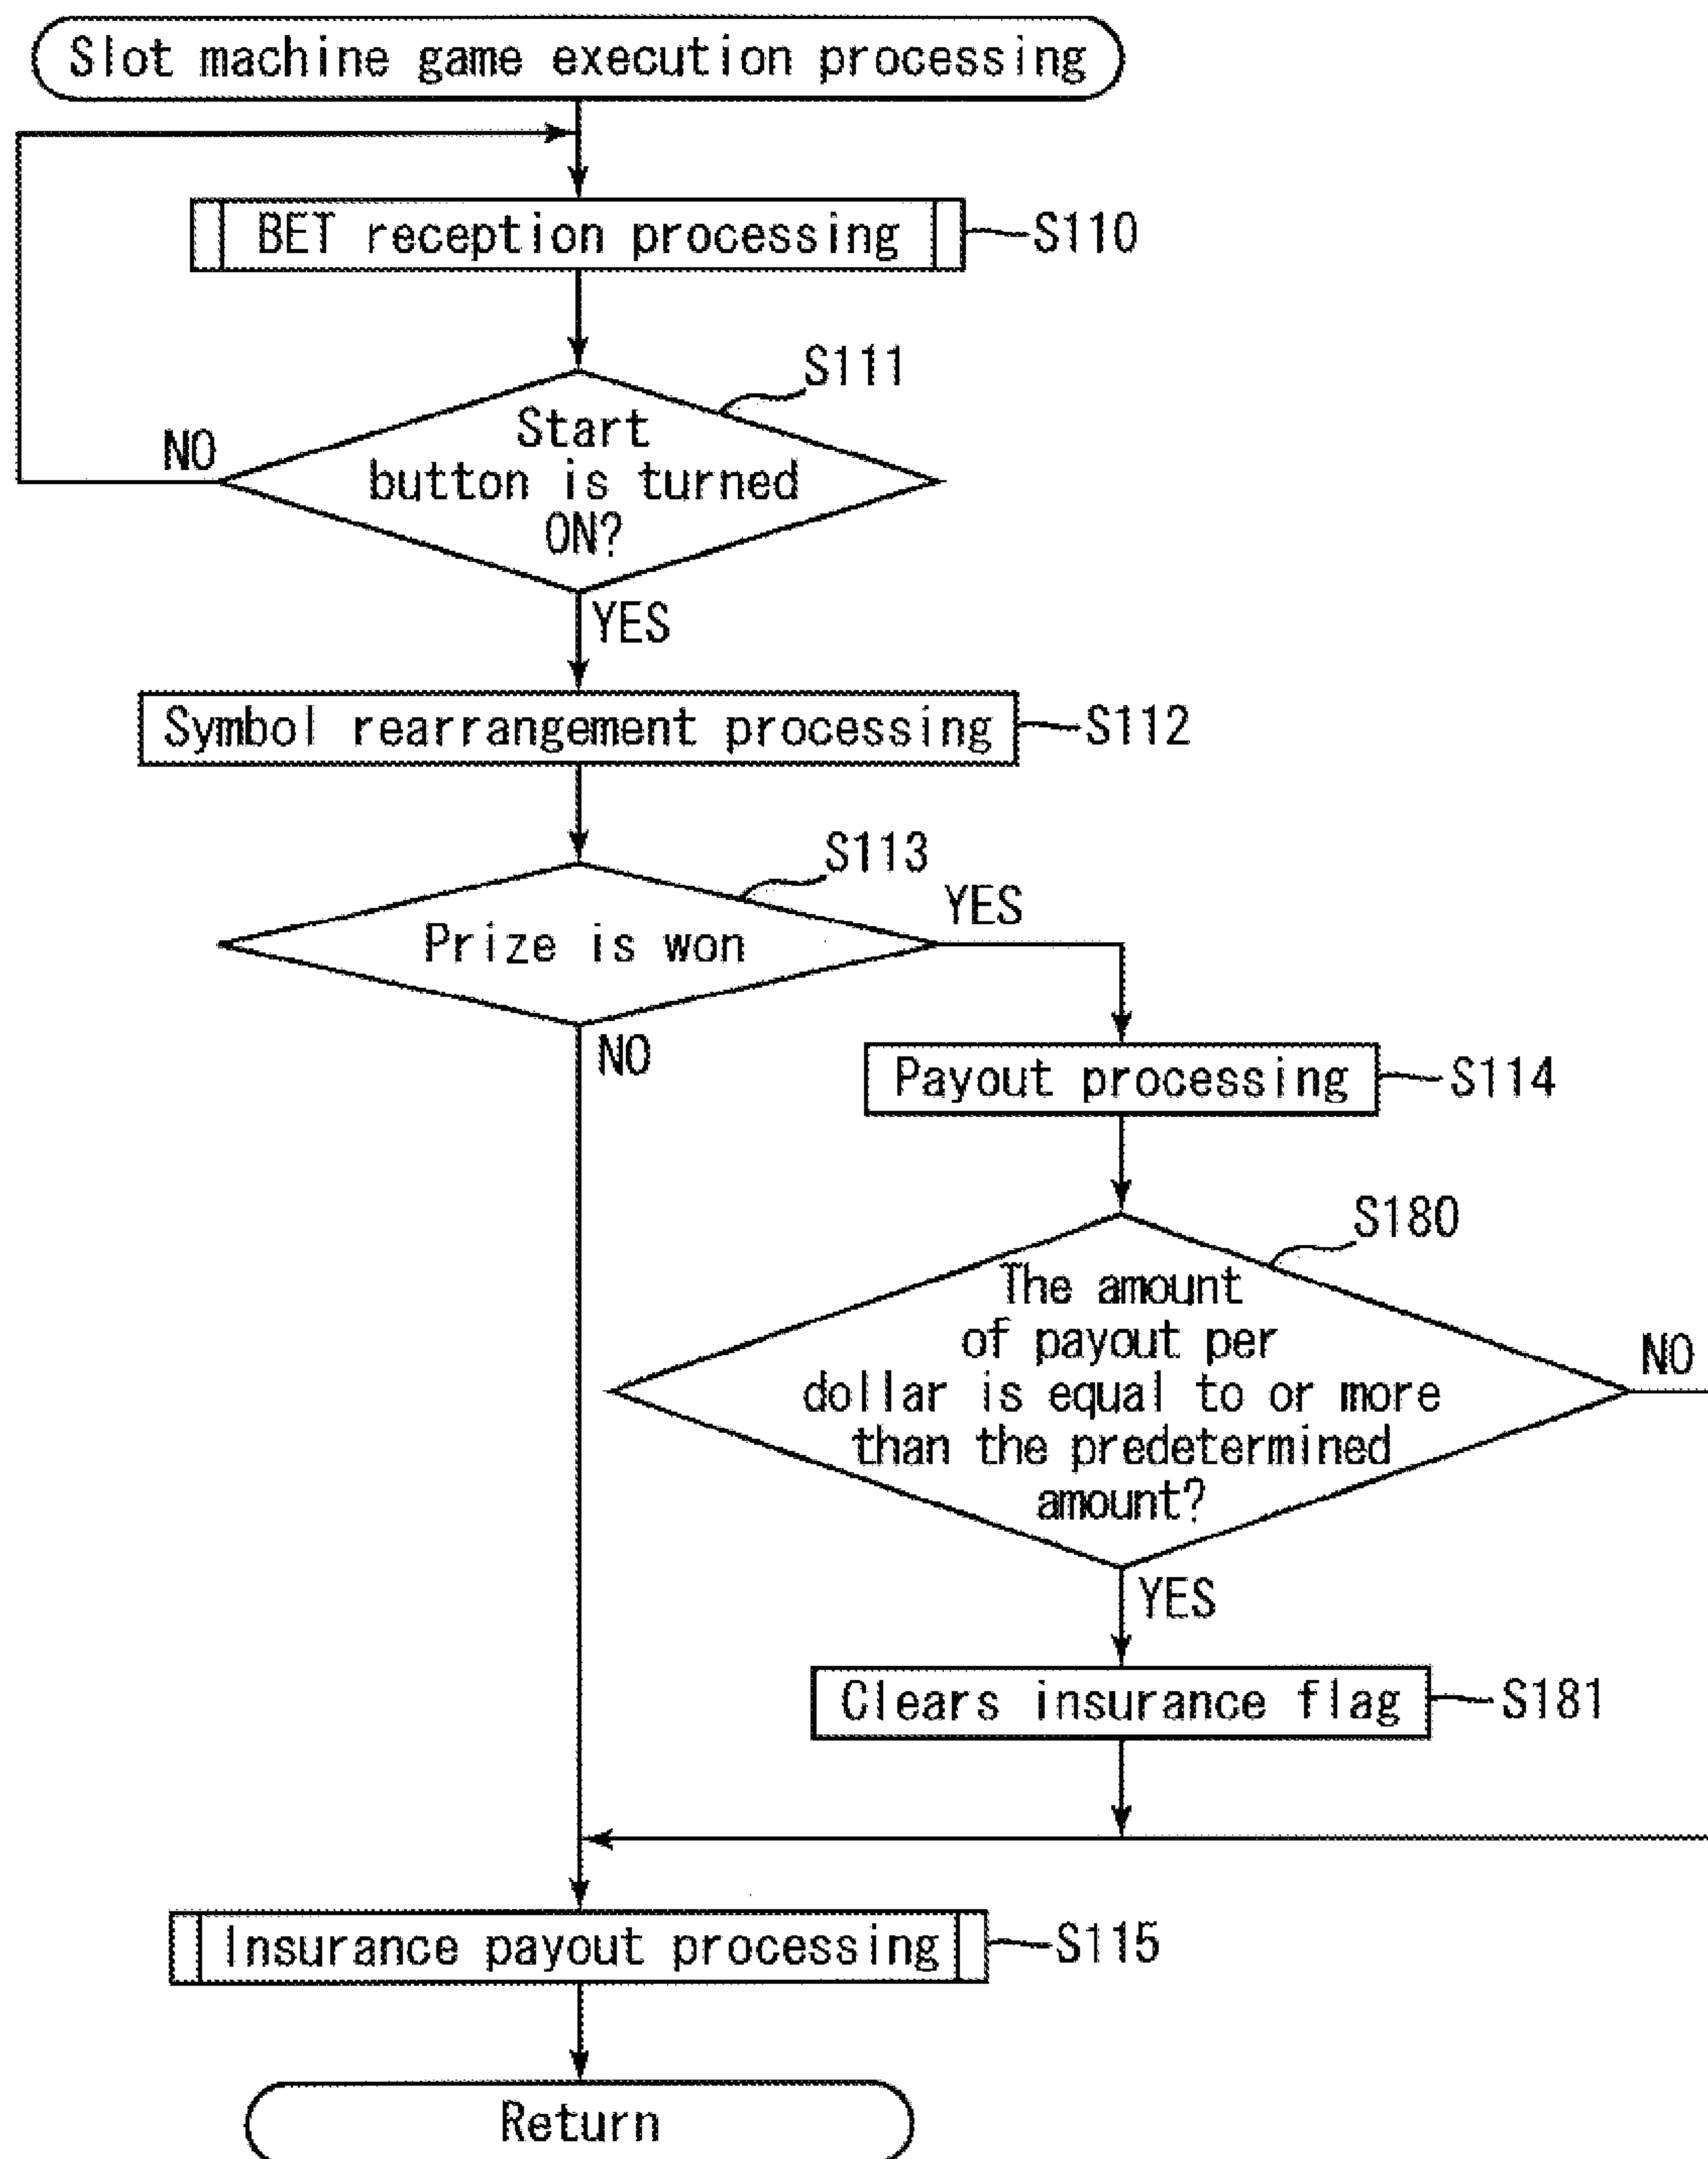 Slot machine game execution processing
BET reception processing
S110
S111
Start
button is turned
ON?
NO
YES
Symbol rearrangement processing
S112
S113
Prize is won
YES
NO
Payout processing
S114
S180
The amount
of payout per
dollar is equal to or more
than the predetermined
amount?
NO
YES
Clears insurance flag
S181
Insurance payout processing
S115
Return